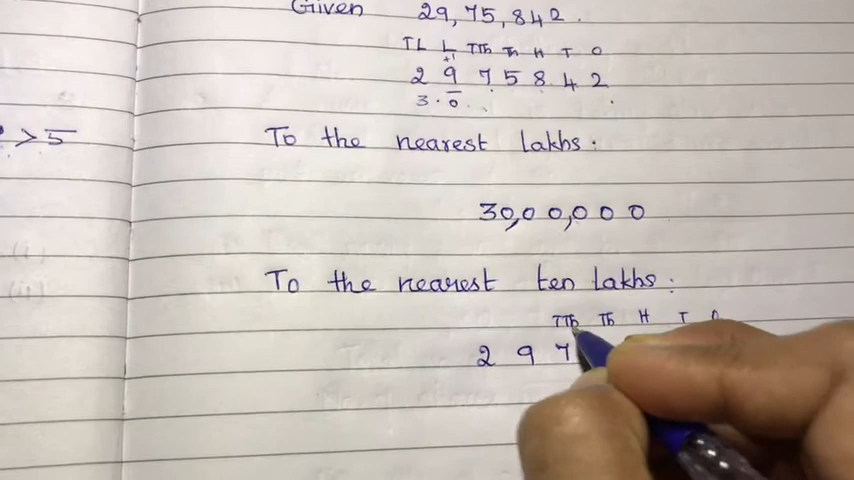 Given 29,75,842.
TL L TTh Th H T O
+1
2 9 7 5 8 4 2
3 0
> 5
To the nearest lakhs:
30,00,000
To the nearest ten lakhs:
TTh Th H T O
2 9 7